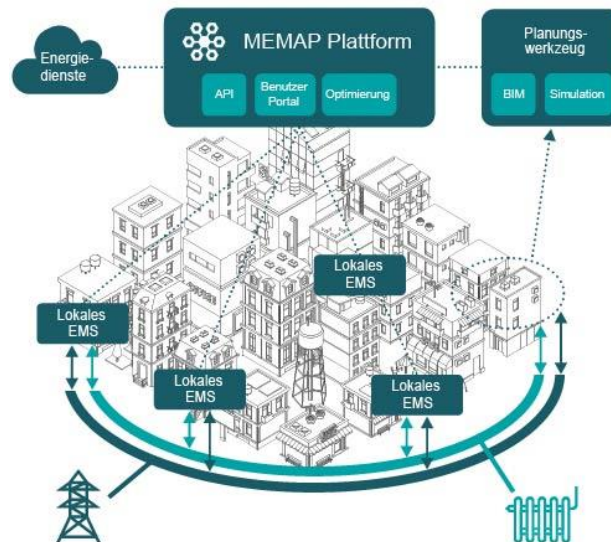 Energie-
dienste
MEMAP Plattform
API
Benutzer
Portal
Optimierung
Planungs-
werkzeug
BIM
Simulation
OFFICE
Lokales
EMS
Lokales
EMS
Lokales
EMS
Lokales
EMS